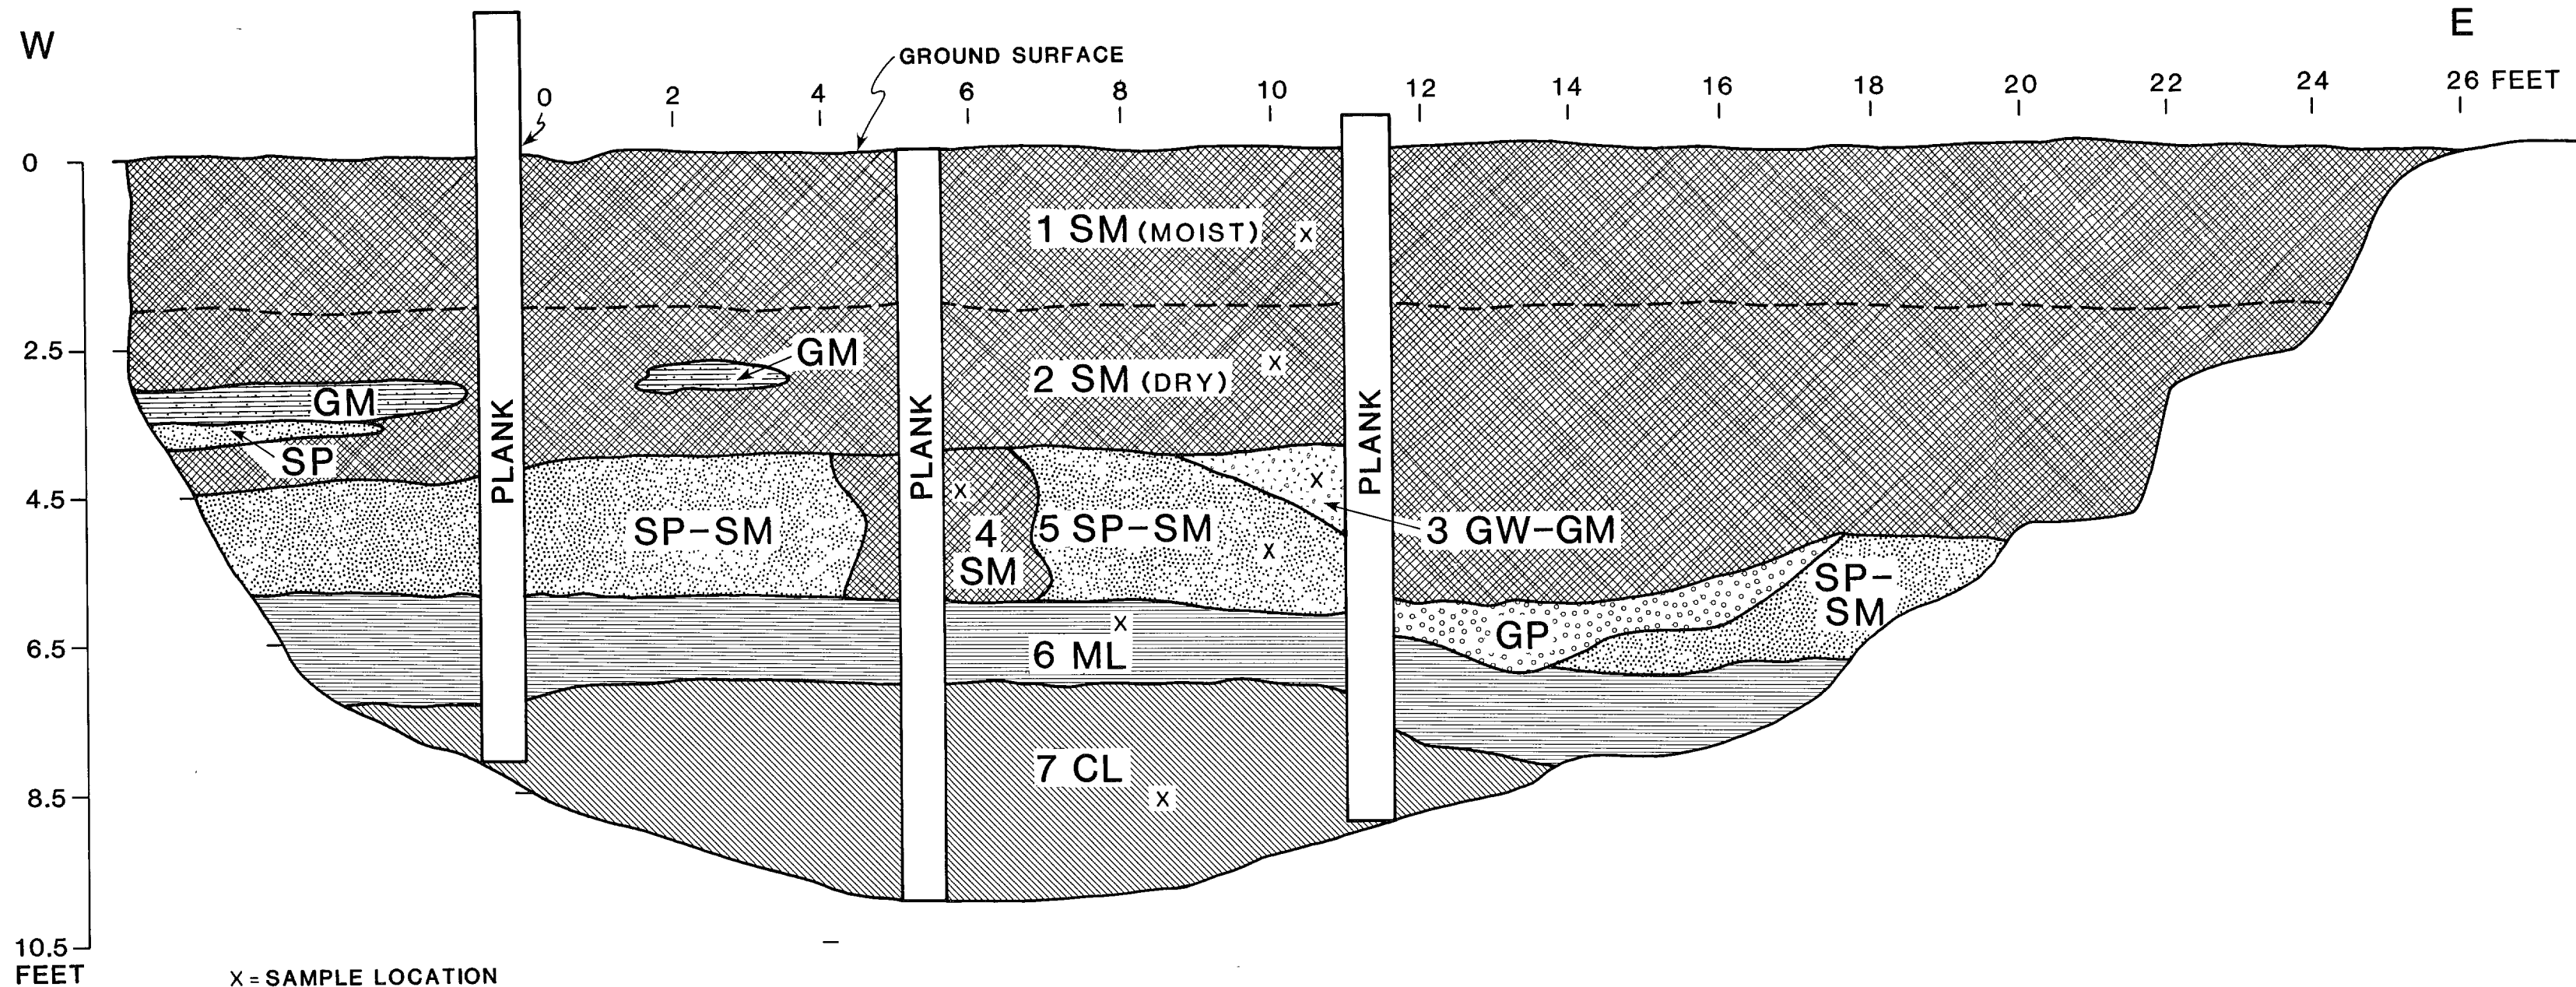 W
E
GROUND SURFACE
0 2 4 6 8 10 12 14 16 18 20 22 24 26 FEET
0
2.5
4.5
6.5
8.5
10.5
FEET
1 SM (MOIST) X
2 SM (DRY) X
GM
GM
SP
PLANK
PLANK
PLANK
X
X
SP-SM
4
SM
5 SP-SM
X
3 GW-GM
SP-
SM
GP
X
6 ML
7 CL
X
X = SAMPLE LOCATION